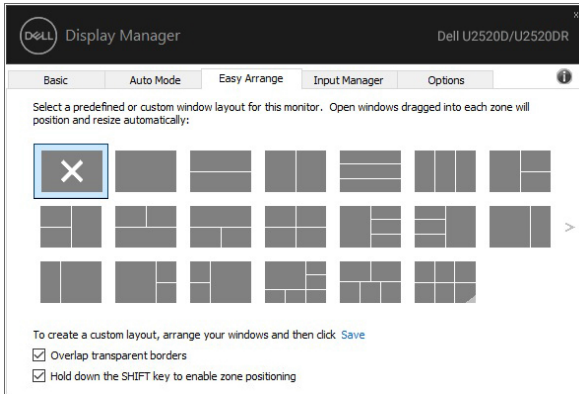 DELL Display Manager
Dell U2520D/U2520DR
Basic Auto Mode Easy Arrange Input Manager Options
Select a predefined or custom window layout for this monitor. Open windows dragged into each zone will
position and resize automatically:
To create a custom layout, arrange your windows and then click Save
Overlap transparent borders
Hold down the SHIFT key to enable zone positioning